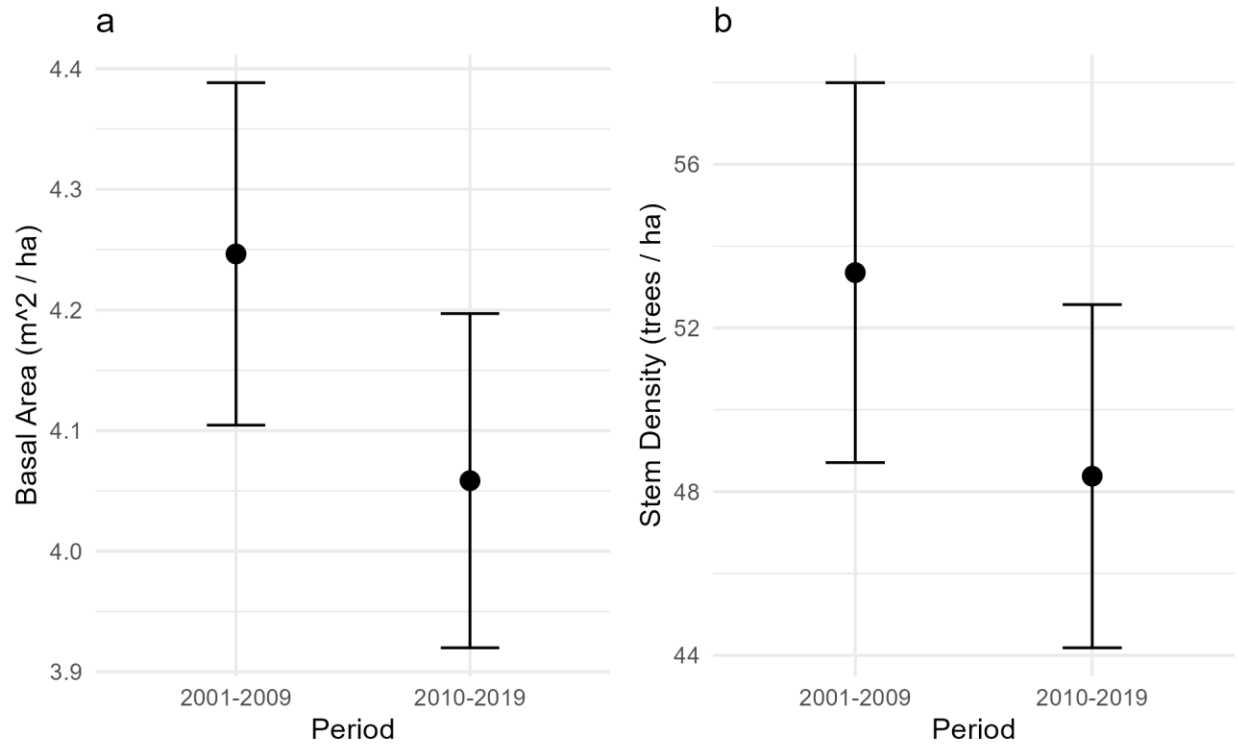 a
Basal Area (m^2 / ha)
4.4
4.3
4.2
4.1
4.0
3.9
2001-2009
2010-2019
Period
b
Stem Density (trees / ha)
56
52
48
44
2001-2009
2010-2019
Period